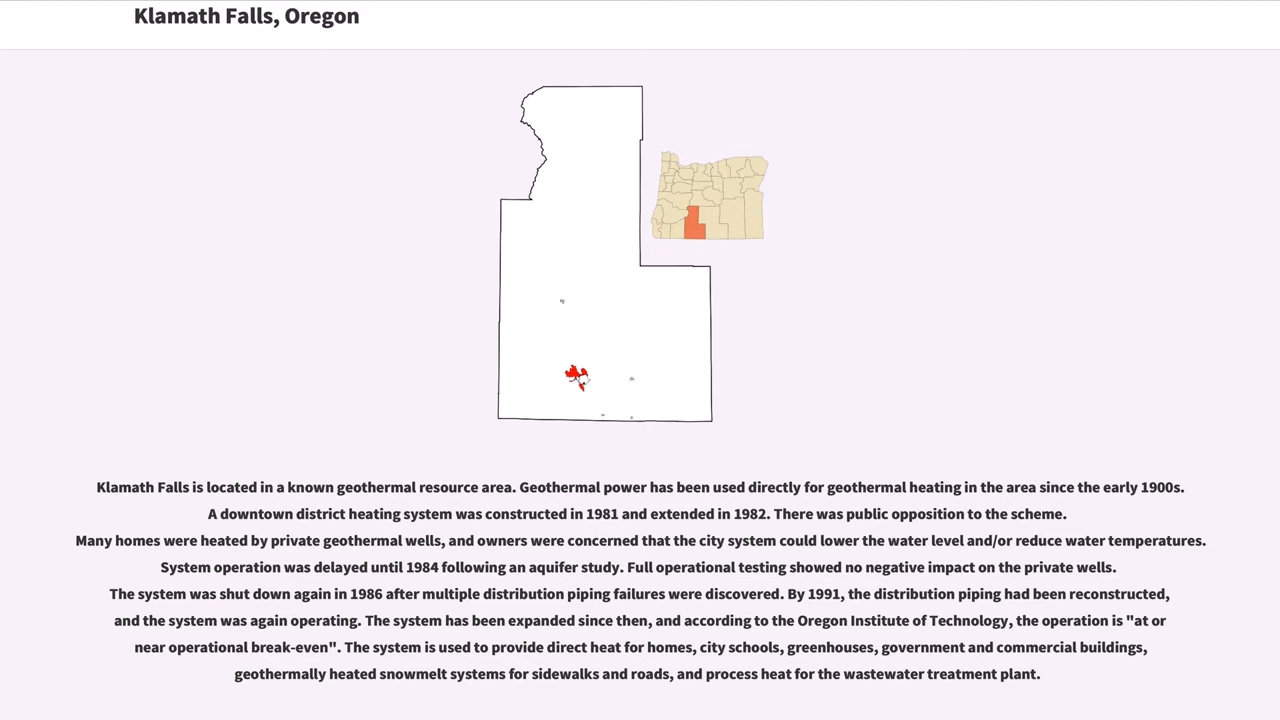 Klamath Falls, Oregon
Klamath Falls is located in a known geothermal resource area. Geothermal power has been used directly for geothermal heating in the area since the early 1900s.
A downtown district heating system was constructed in 1981 and extended in 1982. There was public opposition to the scheme.
Many homes were heated by private geothermal wells, and owners were concerned that the city system could lower the water level and/or reduce water temperatures.
System operation was delayed until 1984 following an aquifer study. Full operational testing showed no negative impact on the private wells.
The system was shut down again in 1986 after multiple distribution piping failures were discovered. By 1991, the distribution piping had been reconstructed,
and the system was again operating. The system has been expanded since then, and according to the Oregon Institute of Technology, the operation is "at or
near operational break-even". The system is used to provide direct heat for homes, city schools, greenhouses, government and commercial buildings,
geothermally heated snowmelt systems for sidewalks and roads, and process heat for the wastewater treatment plant.